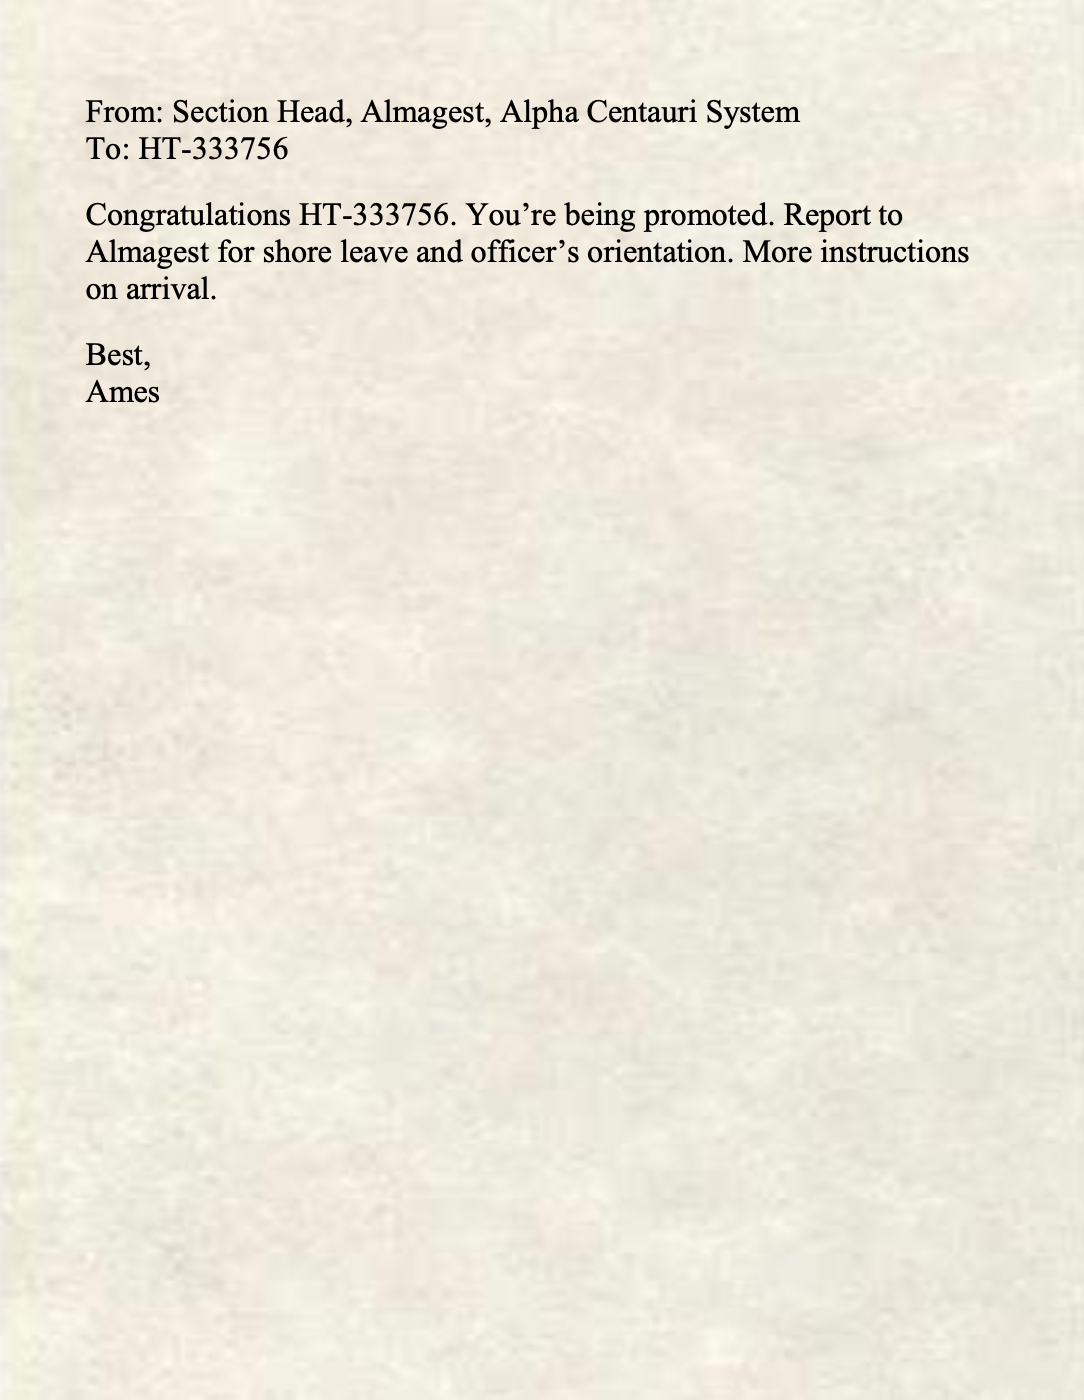 From: Section Head, Almagest, Alpha Centauri System
To: HT-333756
Congratulations HT-333756. You’re being promoted. Report to
Almagest for shore leave and officer’s orientation. More instructions
on arrival.
Best,
Ames